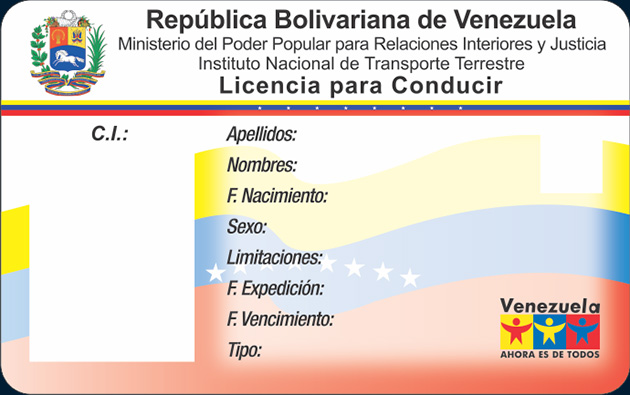 República Bolivariana de Venezuela
Ministerio del Poder Popular para Relaciones Interiores y Justicia
Instituto Nacional de Transporte Terrestre
Licencia para Conducir
C.I.:
Apellidos:
Nombres:
F. Nacimiento:
Sexo:
Limitaciones:
F. Expedición:
F. Vencimiento:
Tipo:
Venezuela
AHORA ES DE TODOS